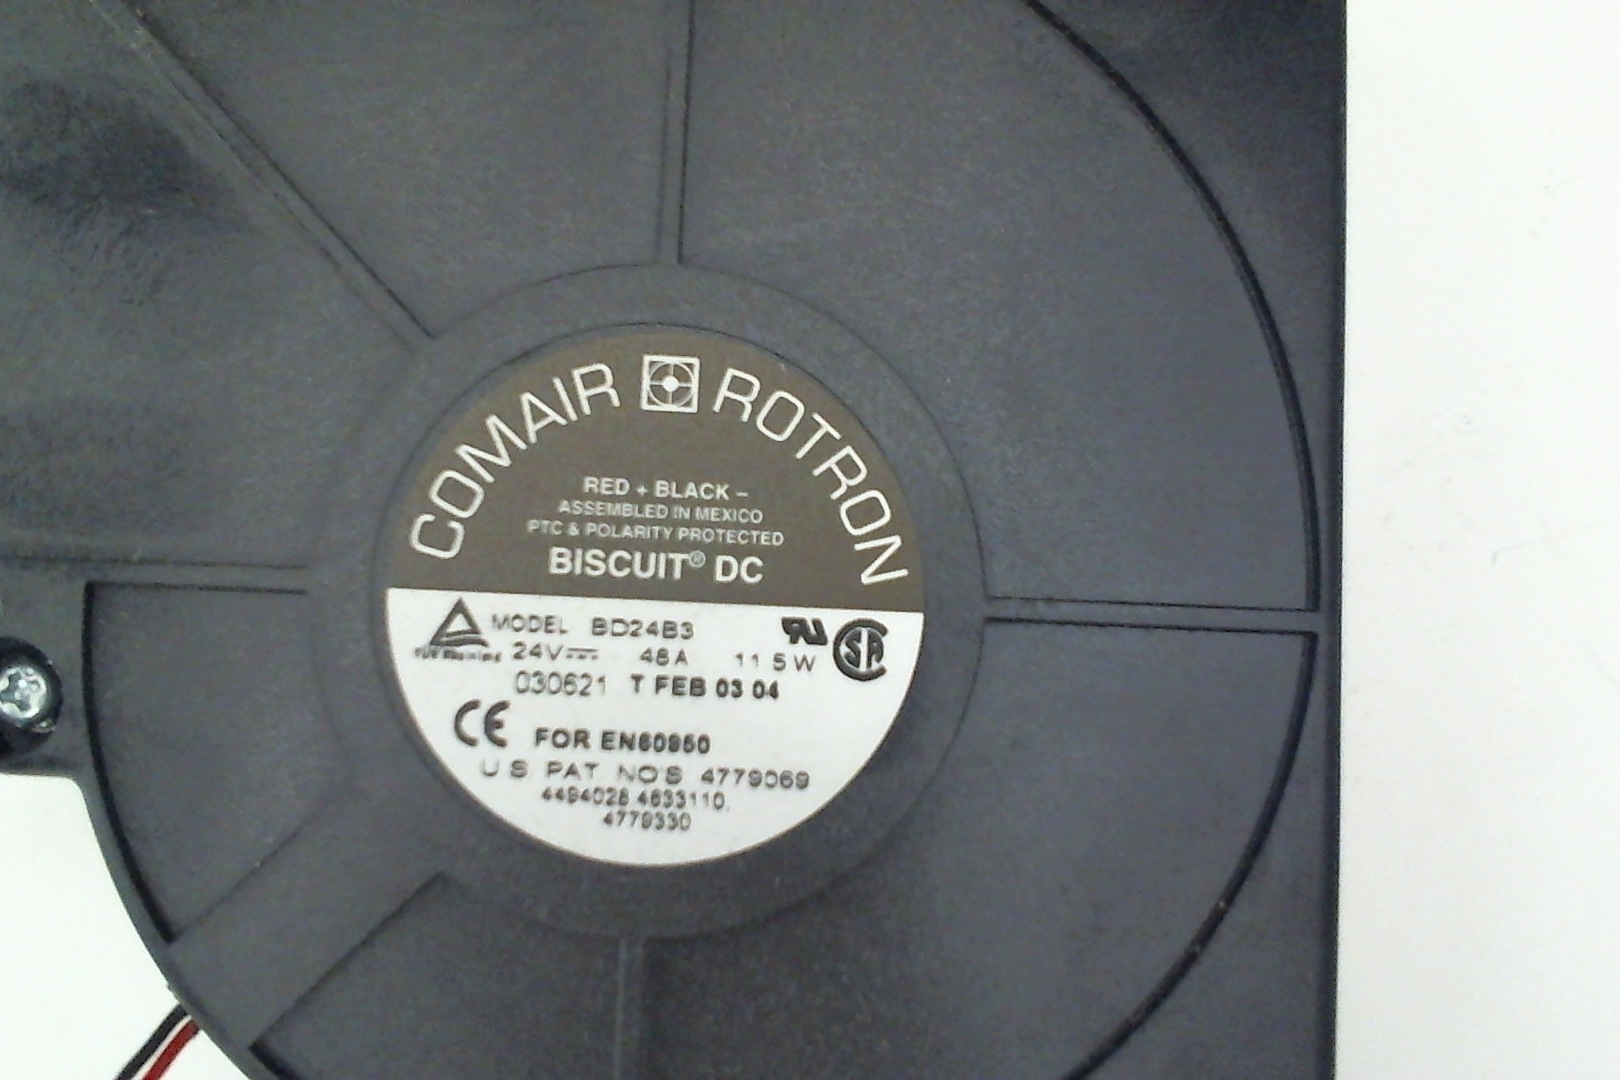 COMAIR ROTRON
RED + BLACK –
ASSEMBLED IN MEXICO
PTC & POLARITY PROTECTED
BISCUIT® DC
MODEL BD24B3
24V 48A 11 5W
030621 T FEB 03 04
CE FOR EN60950
U S PAT. NO'S 4779069
4494028 4633110,
4779330